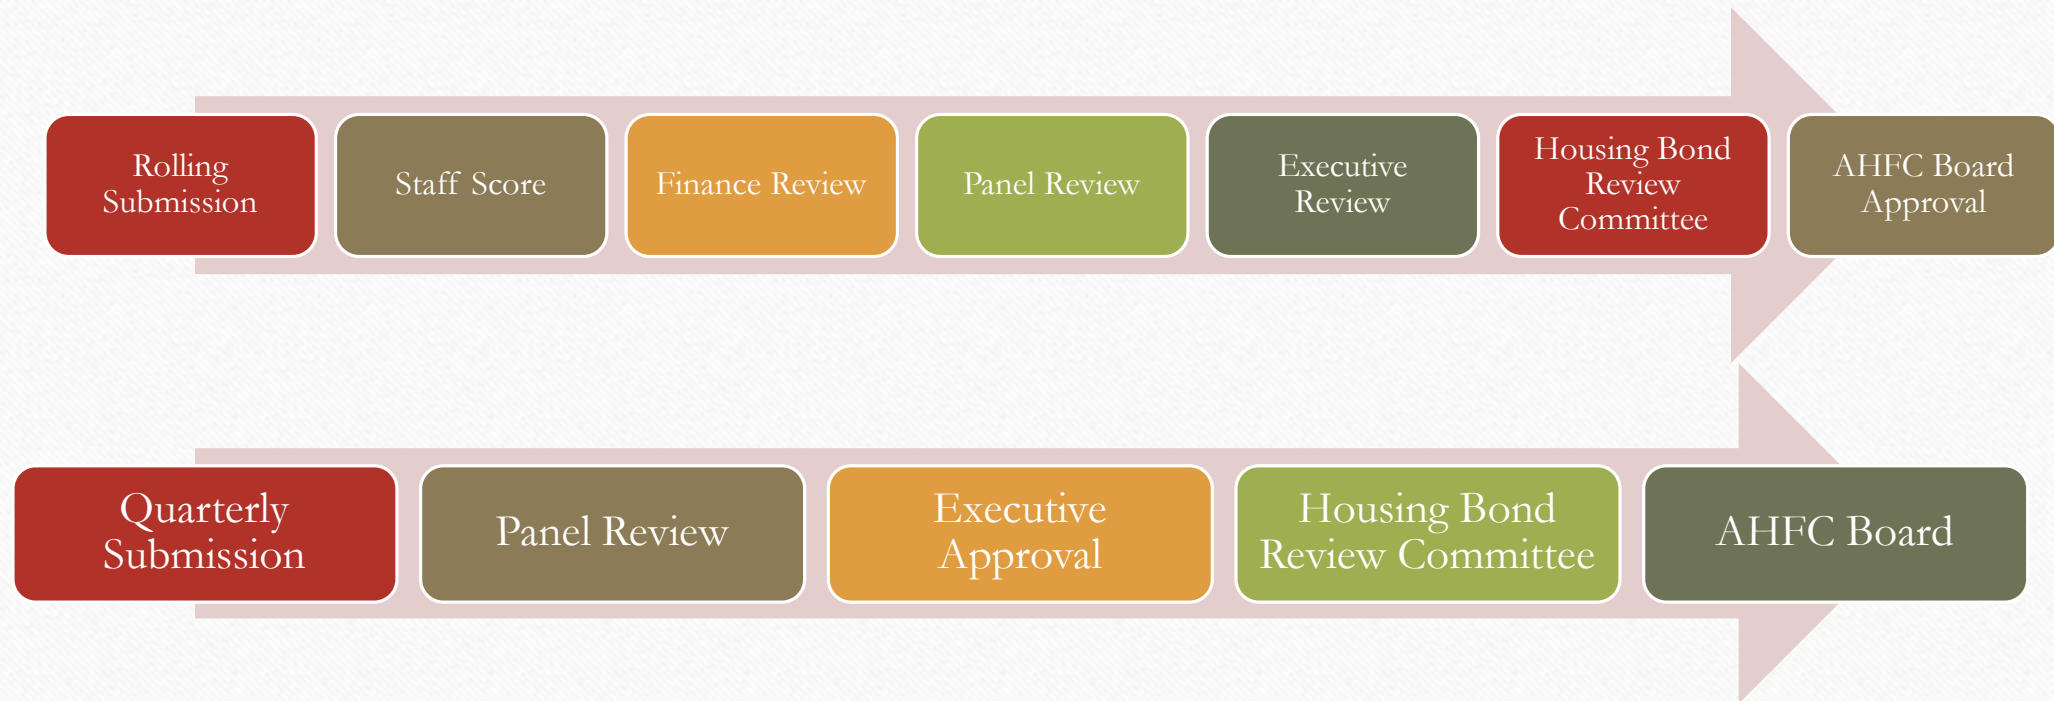 Rolling
Submission
Staff Score
Finance Review
Panel Review
Executive
Review
Housing Bond
Review
Committee
AHFC Board
Approval
Quarterly
Submission
Panel Review
Executive
Approval
Housing Bond
Review Committee
AHFC Board